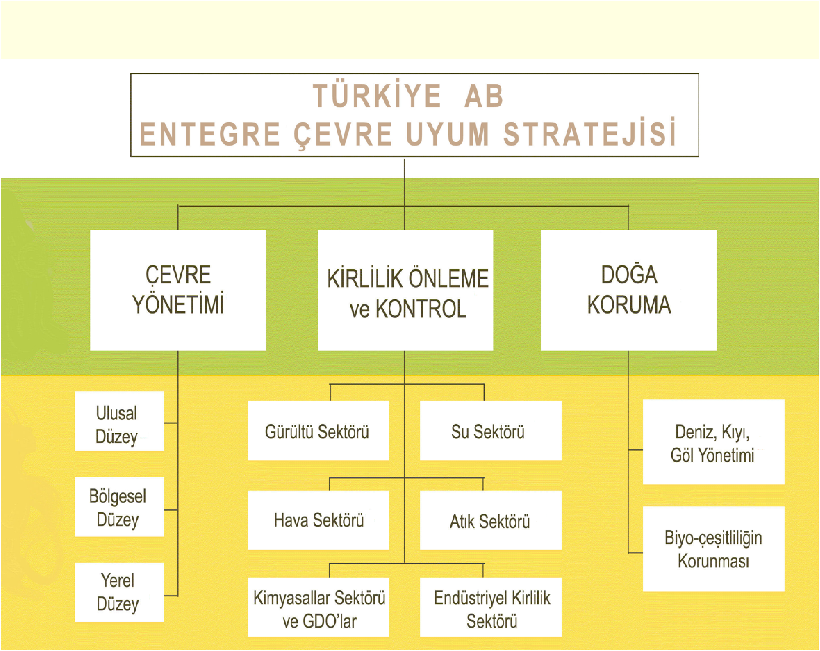 TÜRKİYE AB
ENTEGRE ÇEVRE UYUM STRATEJİSİ
ÇEVRE
YÖNETİMİ
KİRLİLİK ÖNLEME
ve KONTROL
DOĞA
KORUMA
Ulusal
Düzey
Bölgesel
Düzey
Yerel
Düzey
Gürültü Sektörü
Su Sektörü
Hava Sektörü
Atık Sektörü
Kimyasallar Sektörü
ve GDO'lar
Endüstriyel Kirlilik
Sektörü
Deniz, Kıyı,
Göl Yönetimi
Biyo-çeşitliliğin
Korunması